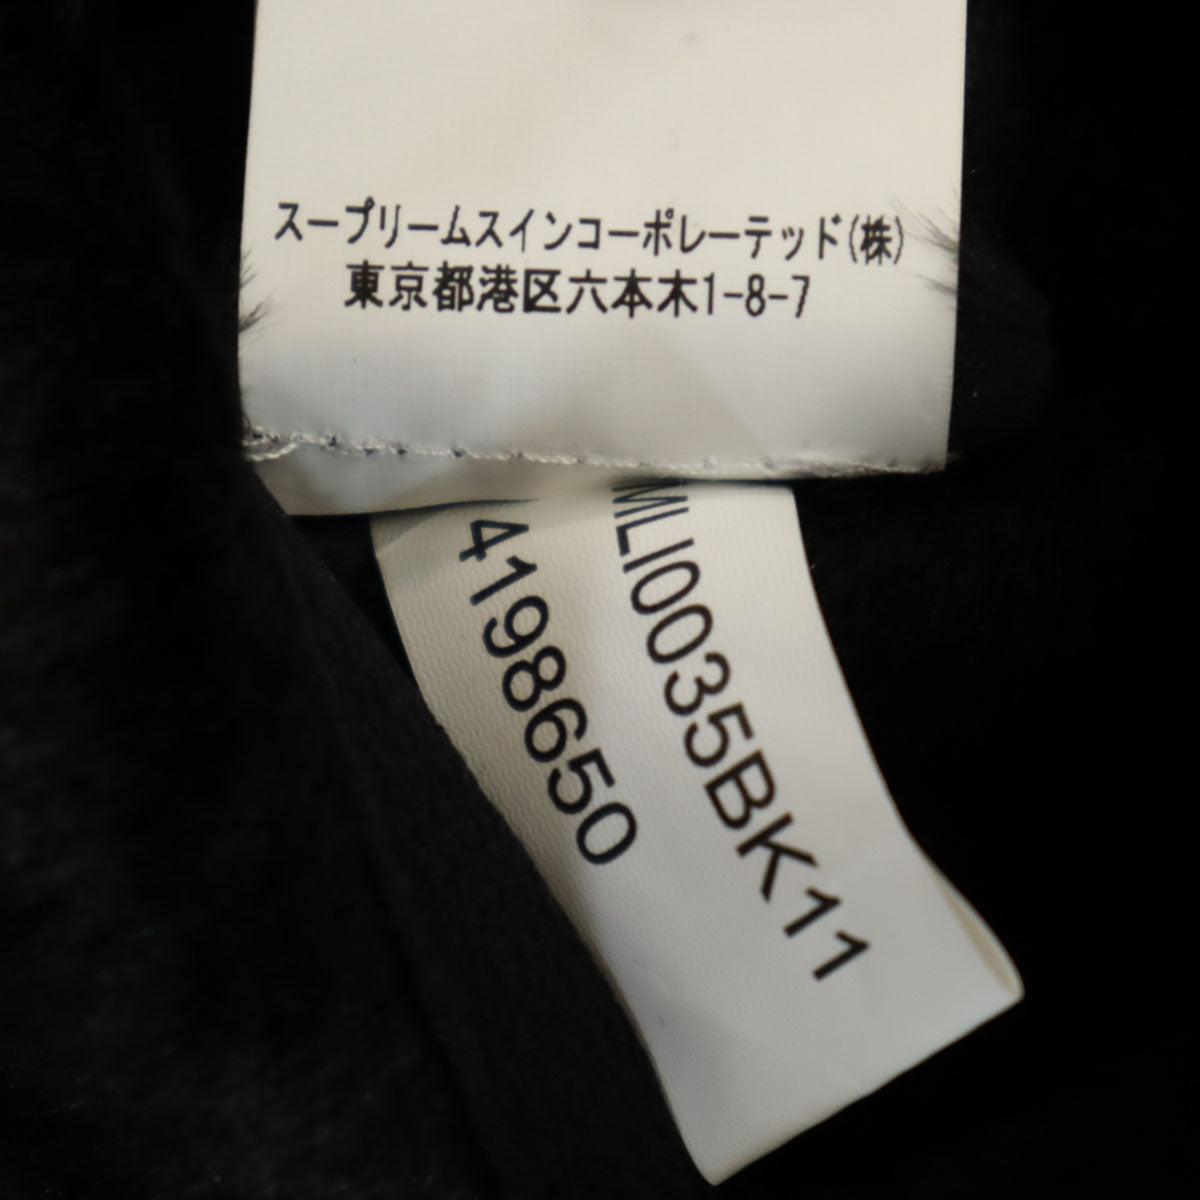 スープリームスインコーポレーテッド(株)
東京都港区六本木1-8-7
MLI0035BK11
4198650